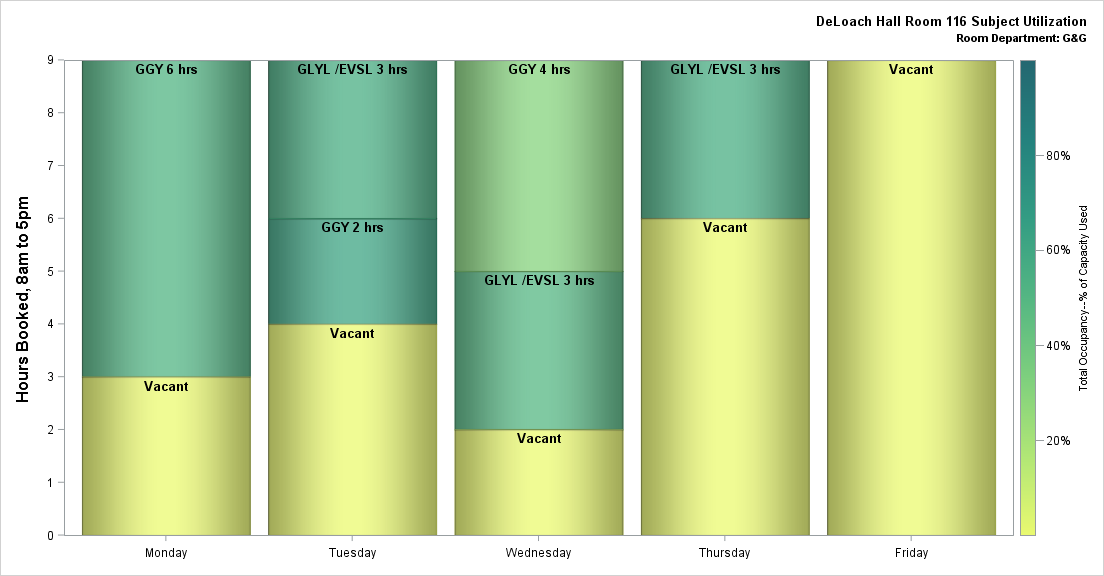 DeLoach Hall Room 116 Subject Utilization
Room Department: G&G
Hours Booked, 8am to 5pm
9
8
7
6
5
4
3
2
1
0
GGY 6 hrs
Vacant
GLYL /EVSL 3 hrs
GGY 2 hrs
Vacant
GGY 4 hrs
GLYL /EVSL 3 hrs
Vacant
GLYL /EVSL 3 hrs
Vacant
Vacant
Monday
Tuesday
Wednesday
Thursday
Friday
80%
60%
40%
20%
Total Occupancy--% of Capacity Used